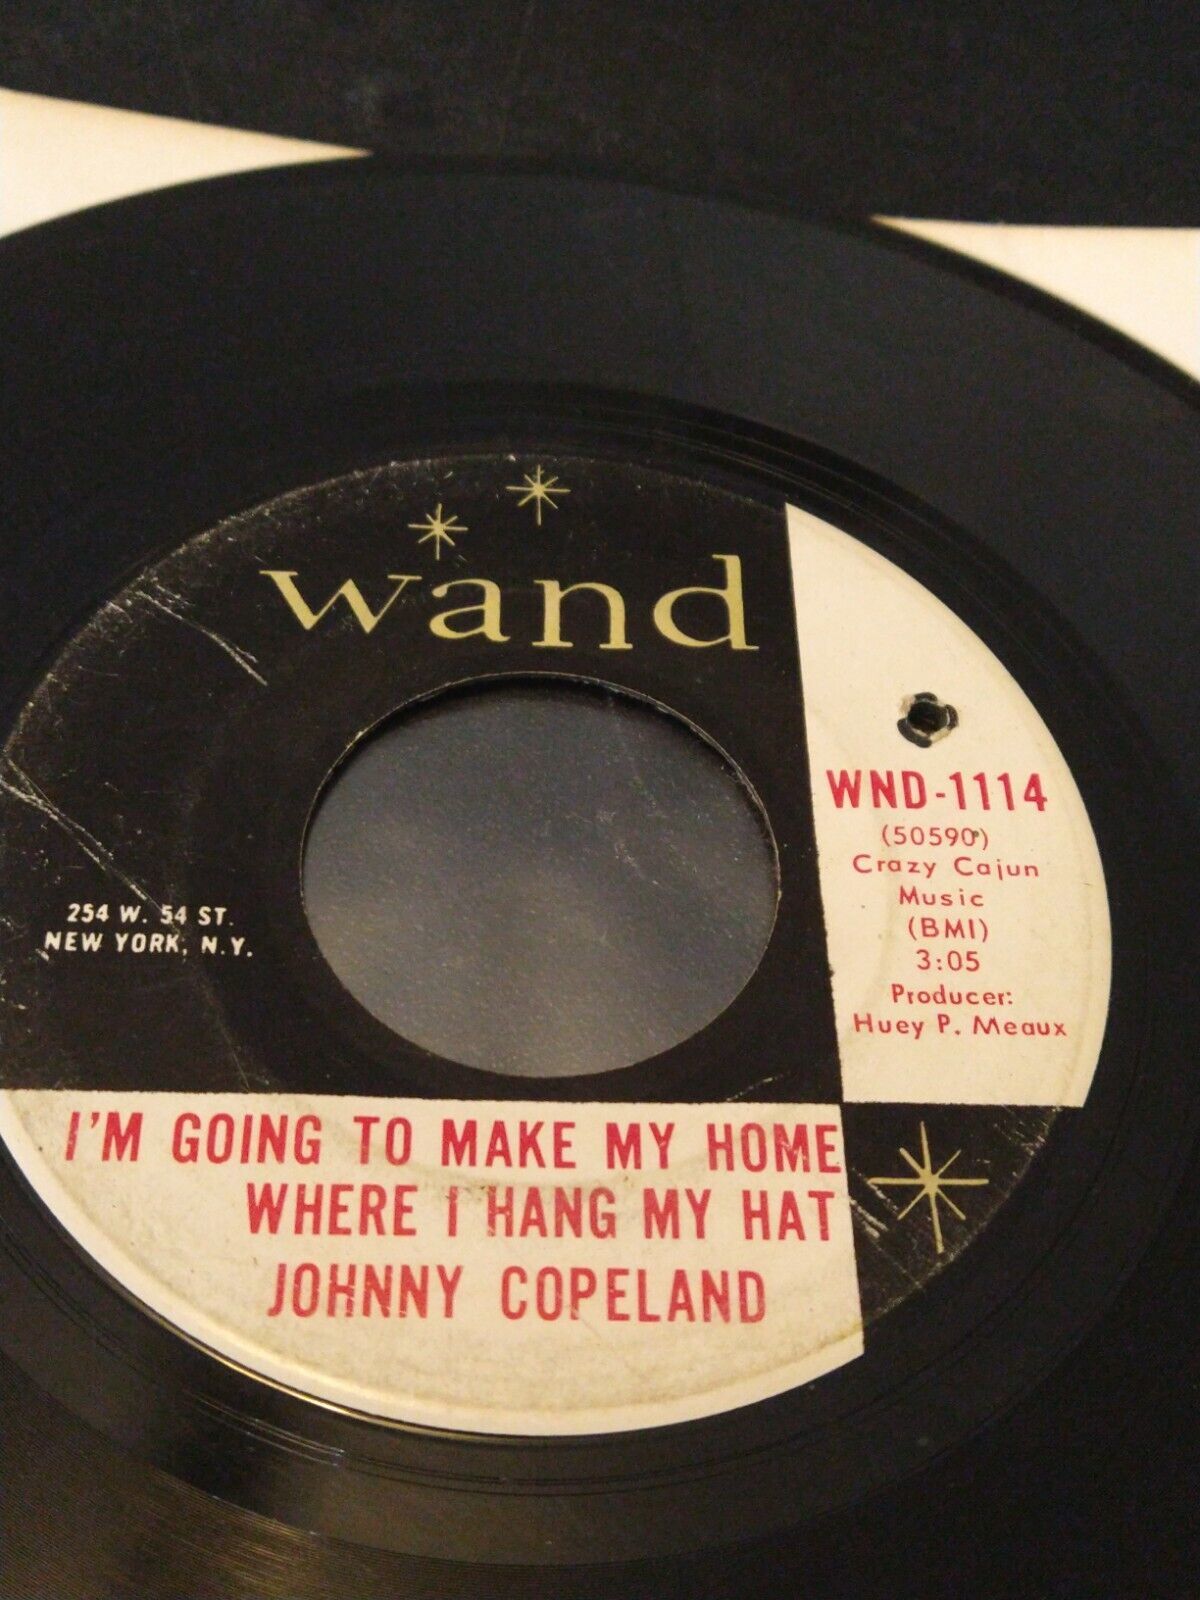 wand
WND-1114
(50590)
Crazy Cajun
Music
(BMI)
3:05
Producer:
Huey P. Meaux
254 W. 54 ST.
NEW YORK, N.Y.
I'M GOING TO MAKE MY HOME
WHERE I HANG MY HAT
JOHNNY COPELAND